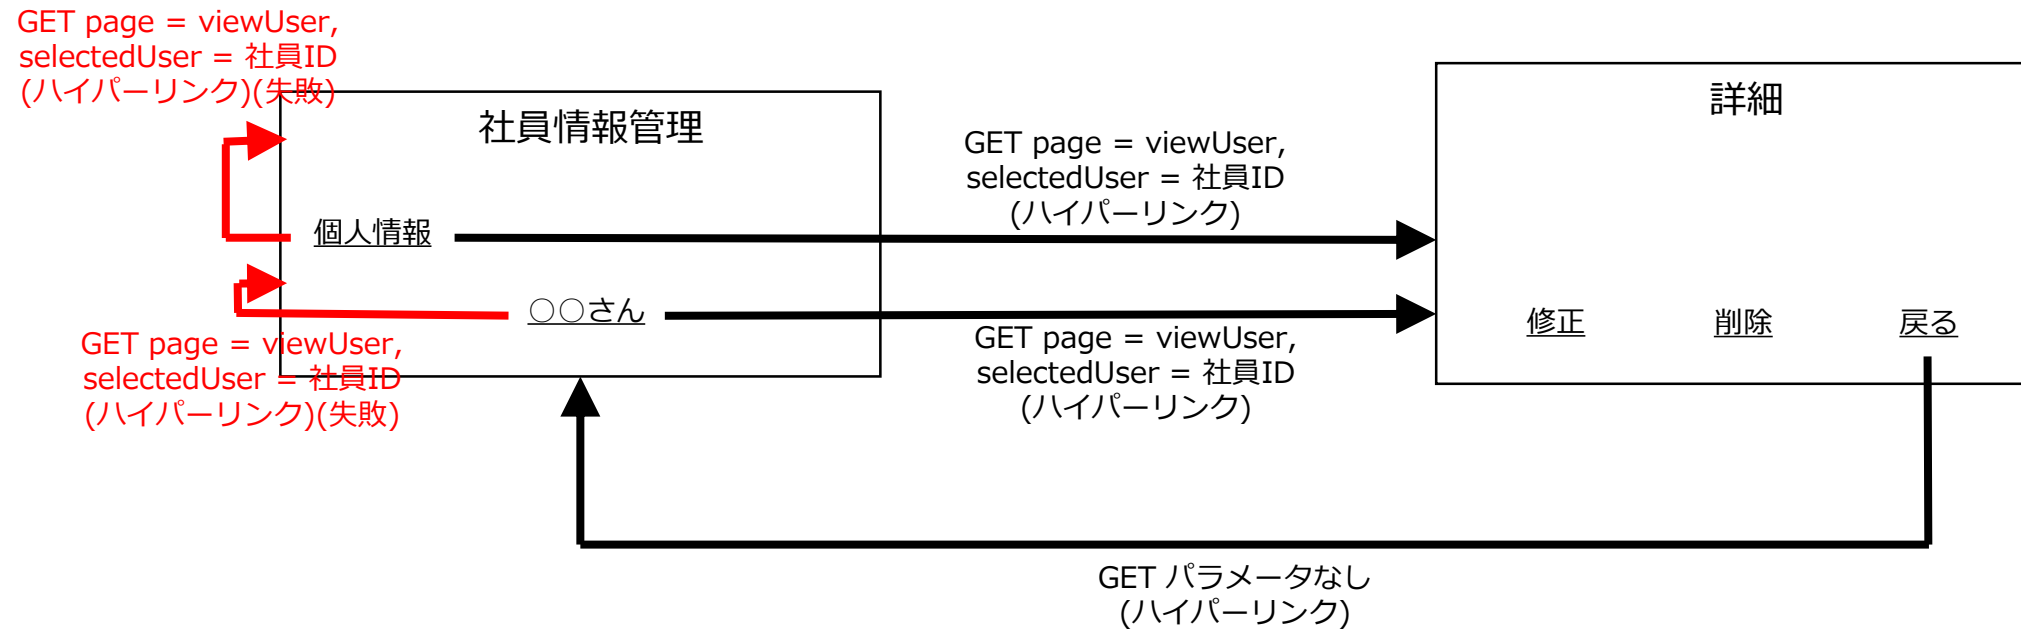 GET page = viewUser,
selectedUser = 社員ID
(ハイパーリンク)(失敗)
社員情報管理
個人情報
○○さん
GET page = viewUser,
selectedUser = 社員ID
(ハイパーリンク)(失敗)
GET page = viewUser,
selectedUser = 社員ID
(ハイパーリンク)
GET page = viewUser,
selectedUser = 社員ID
(ハイパーリンク)
詳細
修正 削除 戻る
GET パラメータなし
(ハイパーリンク)